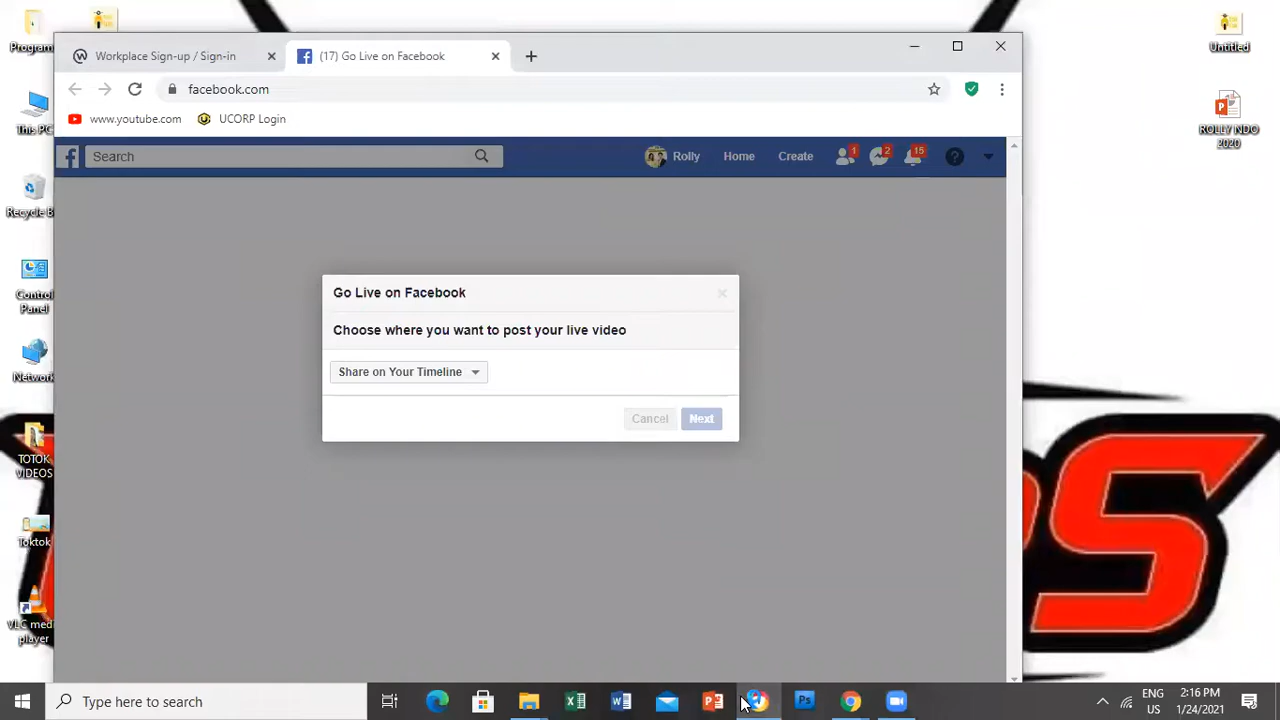 Program
Untitled
Workplace Sign-up / Sign-in
(17) Go Live on Facebook
facebook.com
www.youtube.com
UCORP Login
This PC
ROLLY NDO
2020
Search
Rolly
Home
Create
1
2
15
Recycle B
Control
Panel
Go Live on Facebook
Choose where you want to post your live video
Share on Your Timeline
Cancel
Next
Network
TOTOK
VIDEOS
Toktok
VLC med
player
S
Type here to search
Ps
ENG
US
2:16 PM
1/24/2021